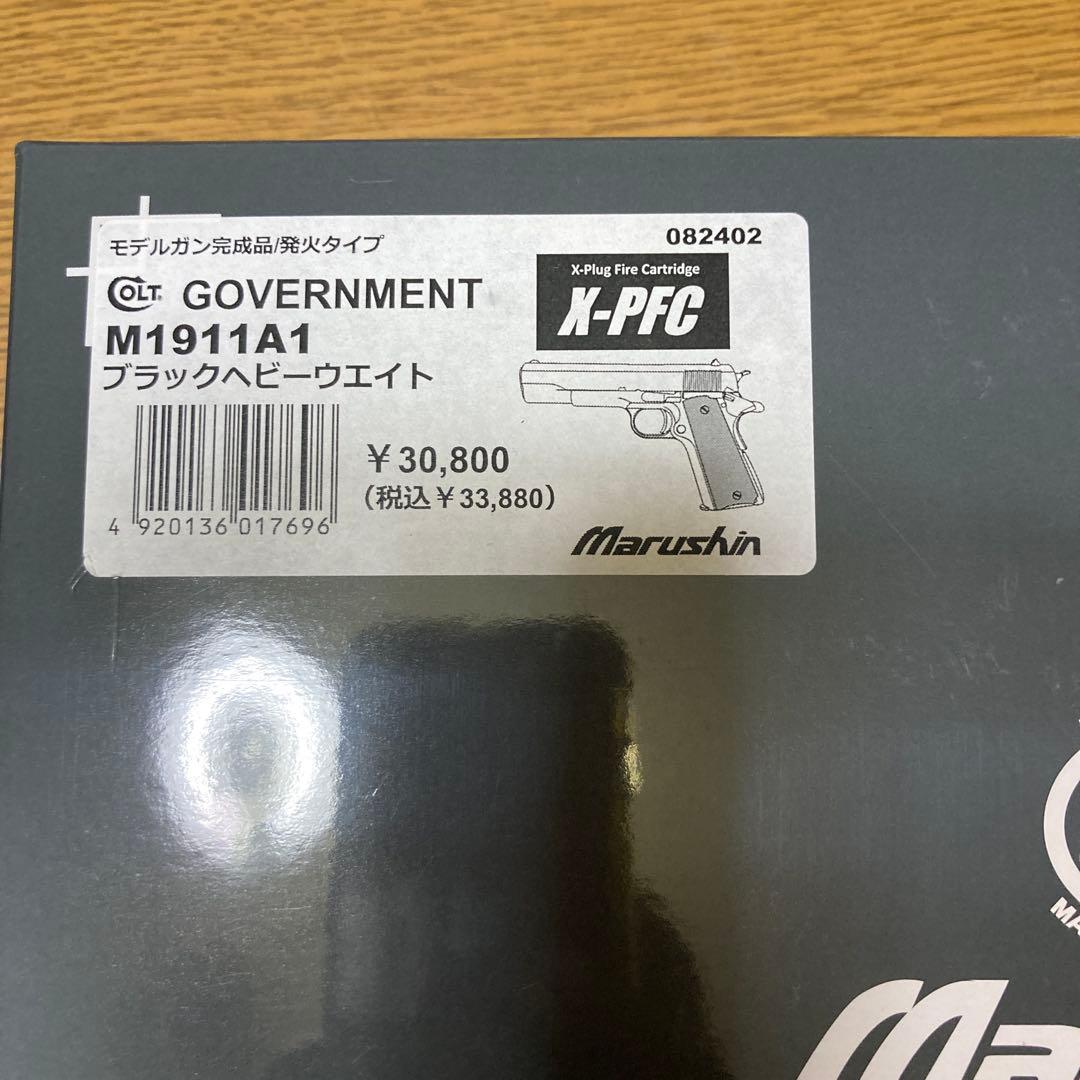 モデルガン完成品/発火タイプ
082402
COLT GOVERNMENT
M1911A1
ブラックヘビーウエイト
X-Plug Fire Cartridge
X-PFC
￥30,800
(税込￥33,880)
4 920136 017696
Marushin
MA
Ma